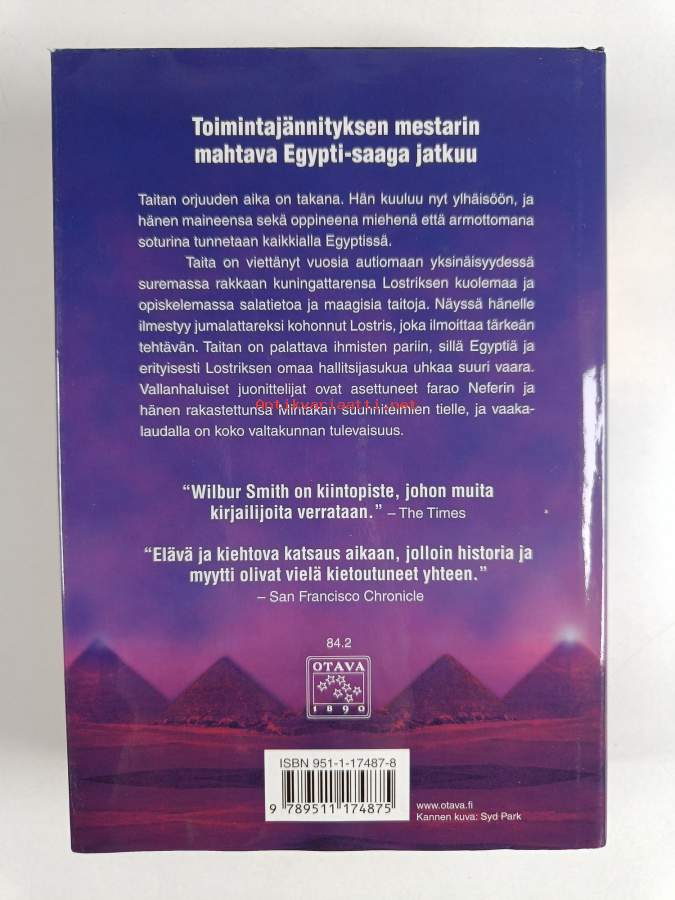 Toimintajännityksen mestarin
mahtava Egypti-saaga jatkuu
Taitan orjuuden aika on takana. Hän kuuluu nyt ylhäisöön, ja
hänen maineensa sekä oppineena miehenä että armottomana
soturina tunnetaan kaikkialla Egyptissä.
Taita on viettänyt vuosia autiomaan yksinäisyydessä
suremassa rakkaan kuningattarensa Lostriksen kuolemaa ja
opiskelemassa salatietoa ja maagisia taitoja. Näyssä hänelle
ilmestyy jumalattareksi kohonnut Lostris, joka ilmoittaa tärkeän
tehtävän. Taitan on palattava ihmisten pariin, sillä Egyptiä ja
erityisesti Lostriksen omaa hallitsijasukua uhkaa suuri vaara.
Vallanhaluiset juonittelijat ovat asettuneet farao Neferin ja
Antikvariaatti.net
hänen rakastettunsa Mintakan suunnitelmien tielle, ja vaaka-
laudalla on koko valtakunnan tulevaisuus.
“Wilbur Smith on kiintopiste, johon muita
kirjailijoita verrataan.” – The Times
“Elävä ja kiehtova katsaus aikaan, jolloin historia ja
myytti olivat vielä kietoutuneet yhteen.”
– San Francisco Chronicle
84.2
OTAVA
1890
ISBN 951-1-17487-8
9 789511 174875
www.otava.fi
Kannen kuva: Syd Park